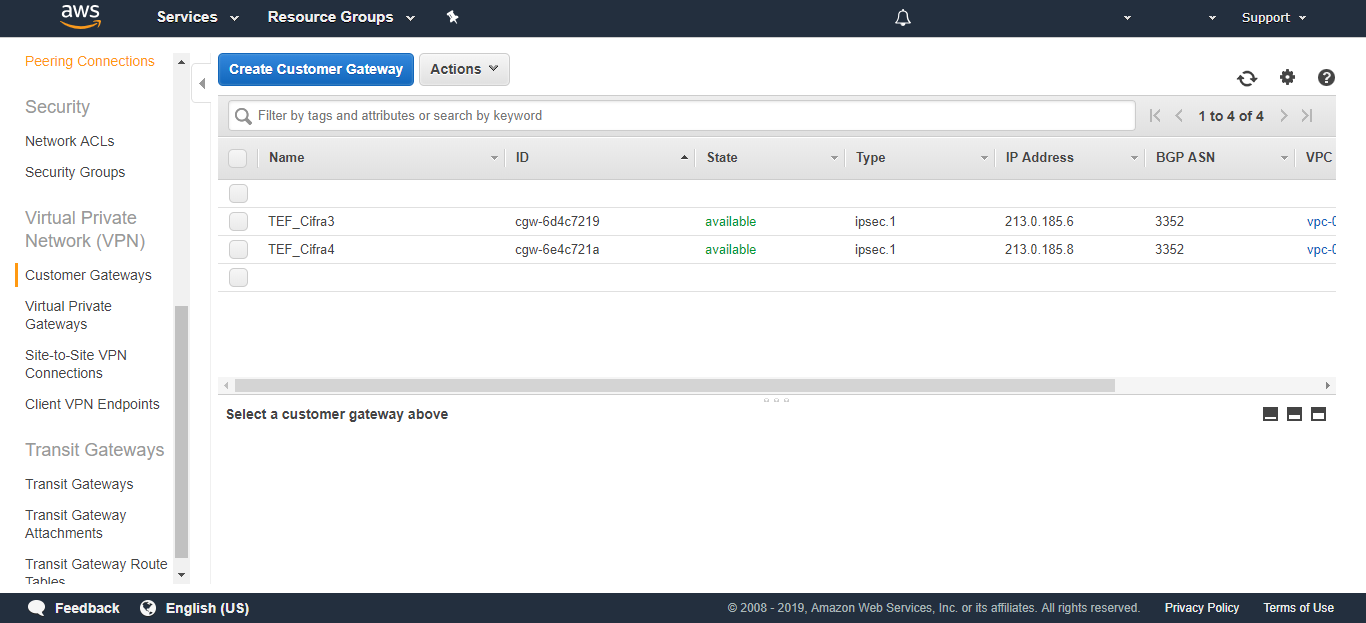 aws
Services Resource Groups Support
Peering Connections
Security
Network ACLs
Security Groups
Virtual Private
Network (VPN)
Customer Gateways
Virtual Private
Gateways
Site-to-Site VPN
Connections
Client VPN Endpoints
Transit Gateways
Transit Gateways
Transit Gateway
Attachments
Transit Gateway Route
Tables
Create Customer Gateway Actions
Filter by tags and attributes or search by keyword 1 to 4 of 4
Name ID State Type IP Address BGP ASN VPC
TEF_Cifra3 cgw-6d4c7219 available ipsec.1 213.0.185.6 3352 vpc-0
TEF_Cifra4 cgw-6e4c721a available ipsec.1 213.0.185.8 3352 vpc-0
Select a customer gateway above
Feedback English (US) © 2008 - 2019, Amazon Web Services, Inc. or its affiliates. All rights reserved. Privacy Policy Terms of Use